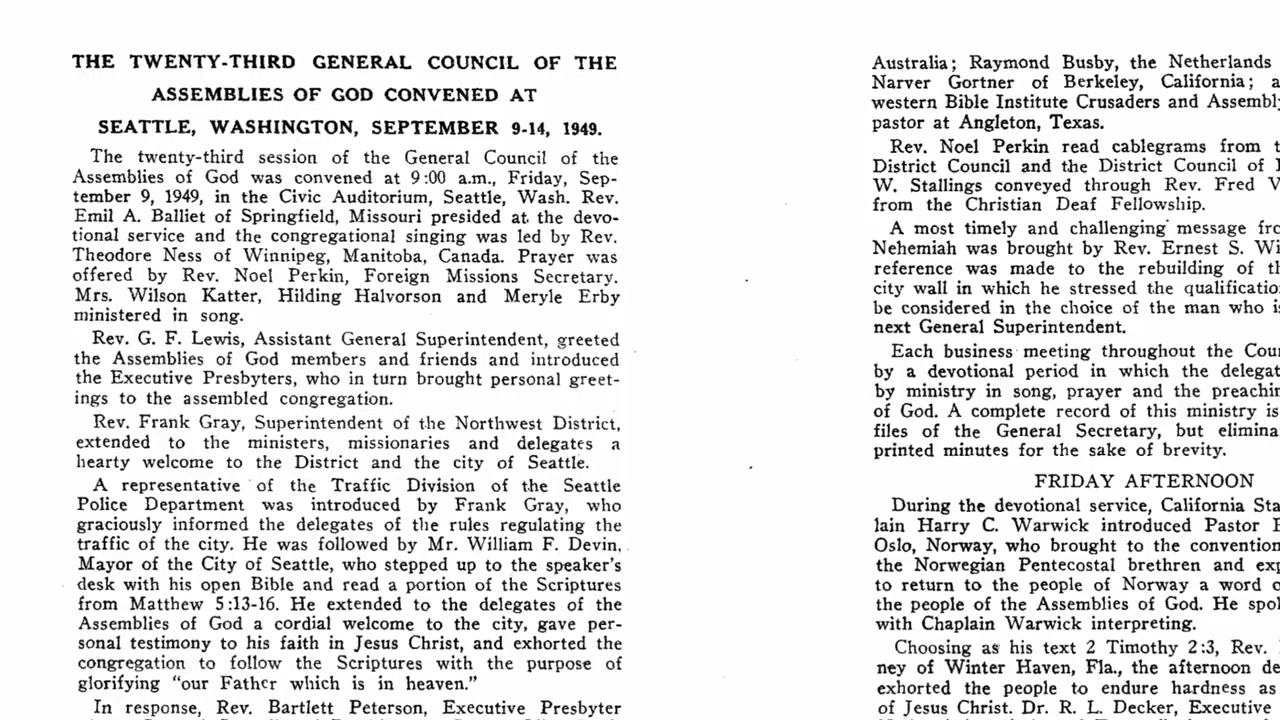 THE TWENTY-THIRD GENERAL COUNCIL OF THE
ASSEMBLIES OF GOD CONVENED AT
SEATTLE, WASHINGTON, SEPTEMBER 9-14, 1949.
The twenty-third session of the General Council of the
Assemblies of God was convened at 9:00 a.m., Friday, Sep-
tember 9, 1949, in the Civic Auditorium, Seattle, Wash. Rev.
Emil A. Balliet of Springfield, Missouri presided at the devo-
tional service and the congregational singing was led by Rev.
Theodore Ness of Winnipeg, Manitoba, Canada. Prayer was
offered by Rev. Noel Perkin, Foreign Missions Secretary.
Mrs. Wilson Katter, Hilding Halvorson and Meryle Erby
ministered in song.
Rev. G. F. Lewis, Assistant General Superintendent, greeted
the Assemblies of God members and friends and introduced
the Executive Presbyters, who in turn brought personal greet-
ings to the assembled congregation.
Rev. Frank Gray, Superintendent of the Northwest District,
extended to the ministers, missionaries and delegates a
hearty welcome to the District and the city of Seattle.
A representative of the Traffic Division of the Seattle
Police Department was introduced by Frank Gray, who
graciously informed the delegates of the rules regulating the
traffic of the city. He was followed by Mr. William F. Devin,
Mayor of the City of Seattle, who stepped up to the speaker's
desk with his open Bible and read a portion of the Scriptures
from Matthew 5:13-16. He extended to the delegates of the
Assemblies of God a cordial welcome to the city, gave per-
sonal testimony to his faith in Jesus Christ, and exhorted the
congregation to follow the Scriptures with the purpose of
glorifying "our Father which is in heaven."
In response, Rev. Bartlett Peterson, Executive Presbyter
Australia; Raymond Busby, the Netherlands
Narver Gortner of Berkeley, California;
western Bible Institute Crusaders and
pastor at Angleton, Texas.
Rev. Noel Perkin read cablegrams from
District Council and the District Council of
W. Stallings conveyed through Rev. Fred
from the Christian Deaf Fellowship.
A most timely and challenging message
Nehemiah was brought by Rev. Ernest S.
reference was made to the rebuilding of
city wall in which he stressed the
be considered in the choice of the man who
next General Superintendent.
Each business meeting throughout the
by a devotional period in which the
by ministry in song, prayer and the
of God. A complete record of this ministry is
files of the General Secretary, but
printed minutes for the sake of brevity.
FRIDAY AFTERNOON
During the devotional service, California
lain Harry C. Warwick introduced Pastor
Oslo, Norway, who brought to the convention
the Norwegian Pentecostal brethren and
to return to the people of Norway a word
the people of the Assemblies of God. He
with Chaplain Warwick interpreting.
Choosing as his text 2 Timothy 2:3, Rev.
ney of Winter Haven, Fla., the afternoon
exhorted the people to endure hardness as
of Jesus Christ. Dr. R. L. Decker, Executive